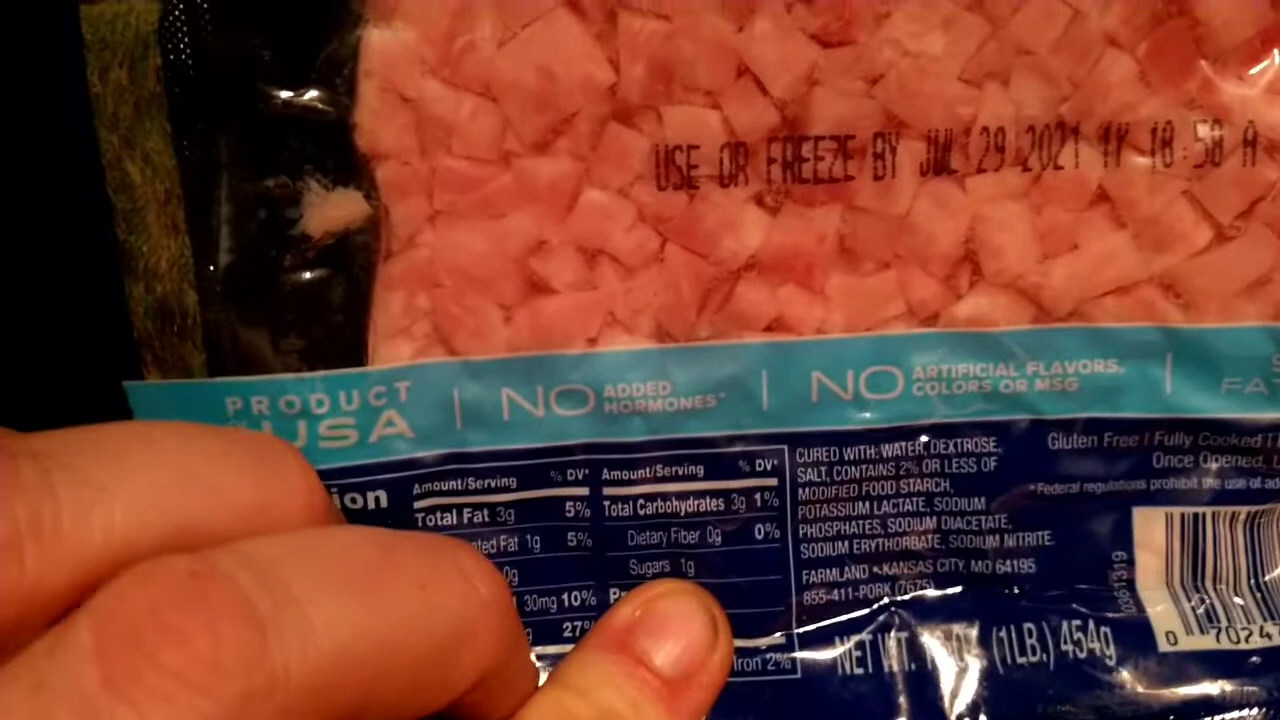 USE OR FREEZE BY JUL 29 2021 1Y 18:58 A
PRODUCT
USA
NO ADDED
HORMONES*
NO ARTIFICIAL FLAVORS,
COLORS OR MSG
Amount/Serving % DV*
Total Fat 3g 5%
Fat 1g 5%
0g
30mg 10%
27%
Amount/Serving % DV*
Total Carbohydrates 3g 1%
Dietary Fiber 0g 0%
Sugars 1g
Iron 2%
CURED WITH: WATER, DEXTROSE,
SALT, CONTAINS 2% OR LESS OF
MODIFIED FOOD STARCH,
POTASSIUM LACTATE, SODIUM
PHOSPHATES, SODIUM DIACETATE,
SODIUM ERYTHORBATE, SODIUM NITRITE.
FARMLAND • KANSAS CITY, MO 64195
855-411-PORK (7675)
Gluten Free | Fully Cooked
Once Opened,
*Federal regulations prohibit the use of
0361319
0 7024
NET WT. (1LB.) 454g